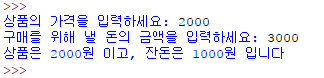 >>>
상품의 가격을 입력하세요: 2000
구매를 위해 낼 돈의 금액을 입력하세요: 3000
상품은 2000원 이고, 잔돈은 1000원 입니다
>>>